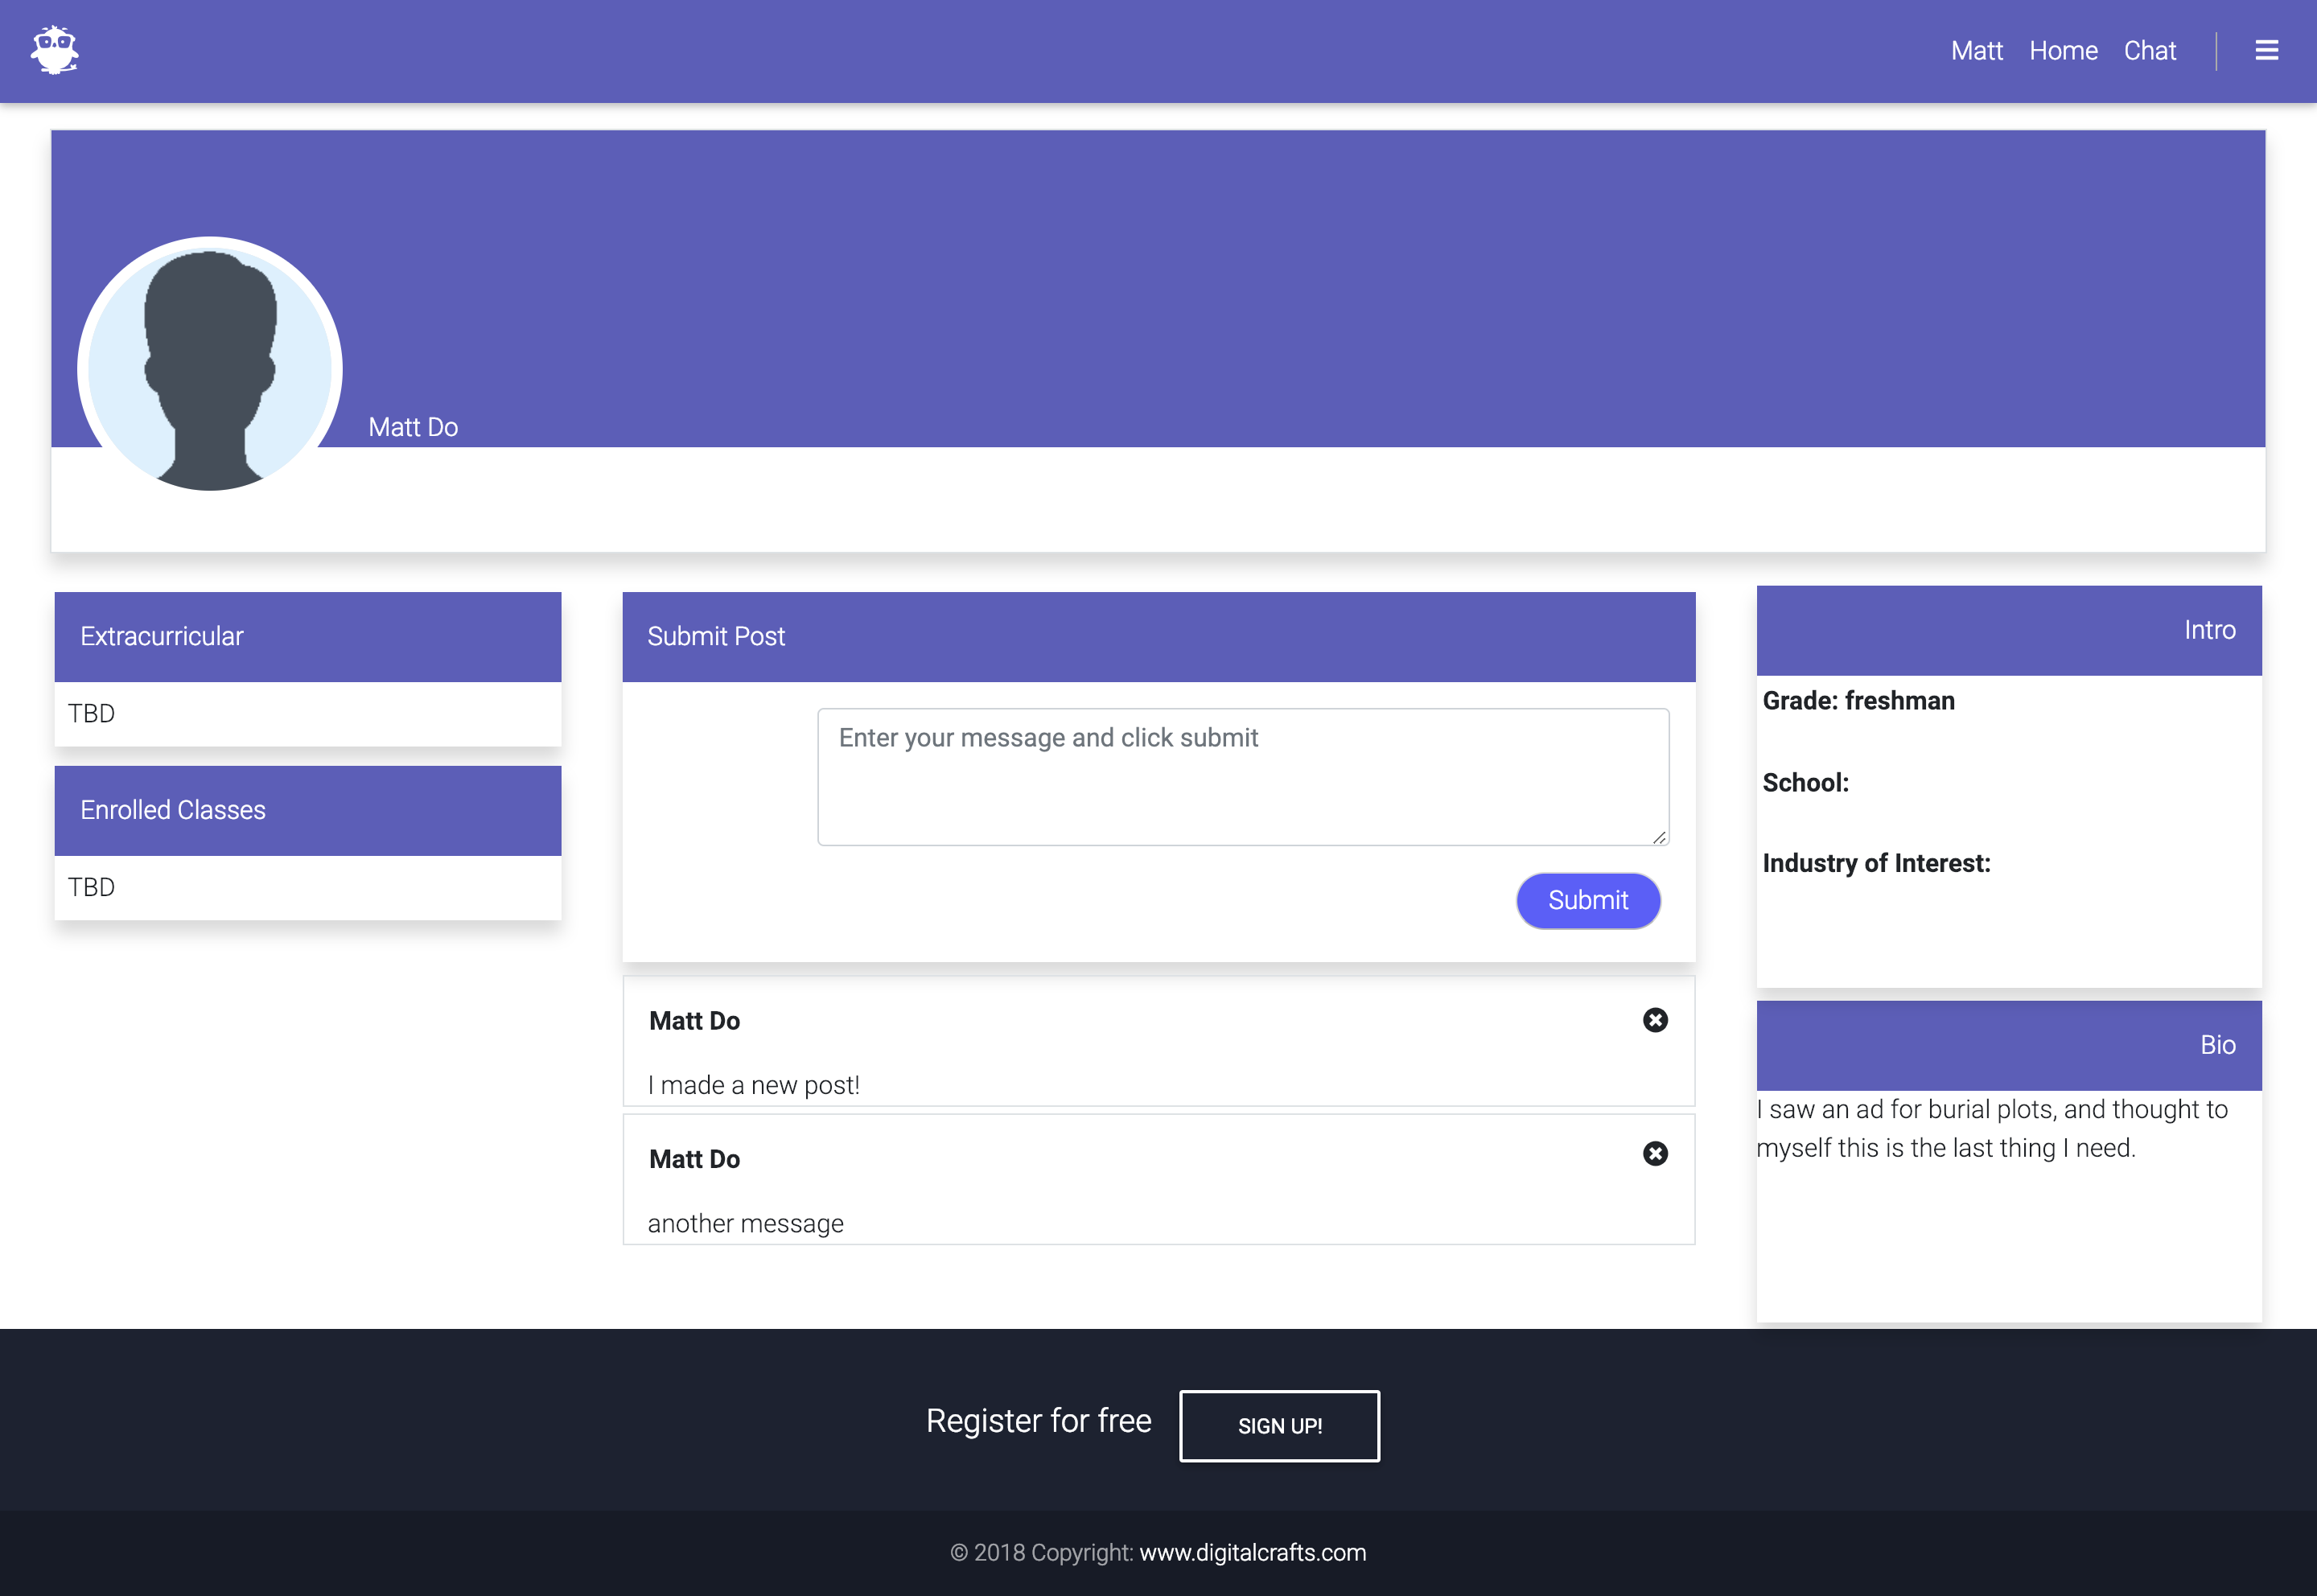 Matt Home Chat
Matt Do
Extracurricular
TBD
Enrolled Classes
TBD
Submit Post
Enter your message and click submit
Submit
Matt Do
I made a new post!
Matt Do
another message
Intro
Grade: freshman
School:
Industry of Interest:
Bio
I saw an ad for burial plots, and thought to
myself this is the last thing I need.
Register for free SIGN UP!
© 2018 Copyright: www.digitalcrafts.com